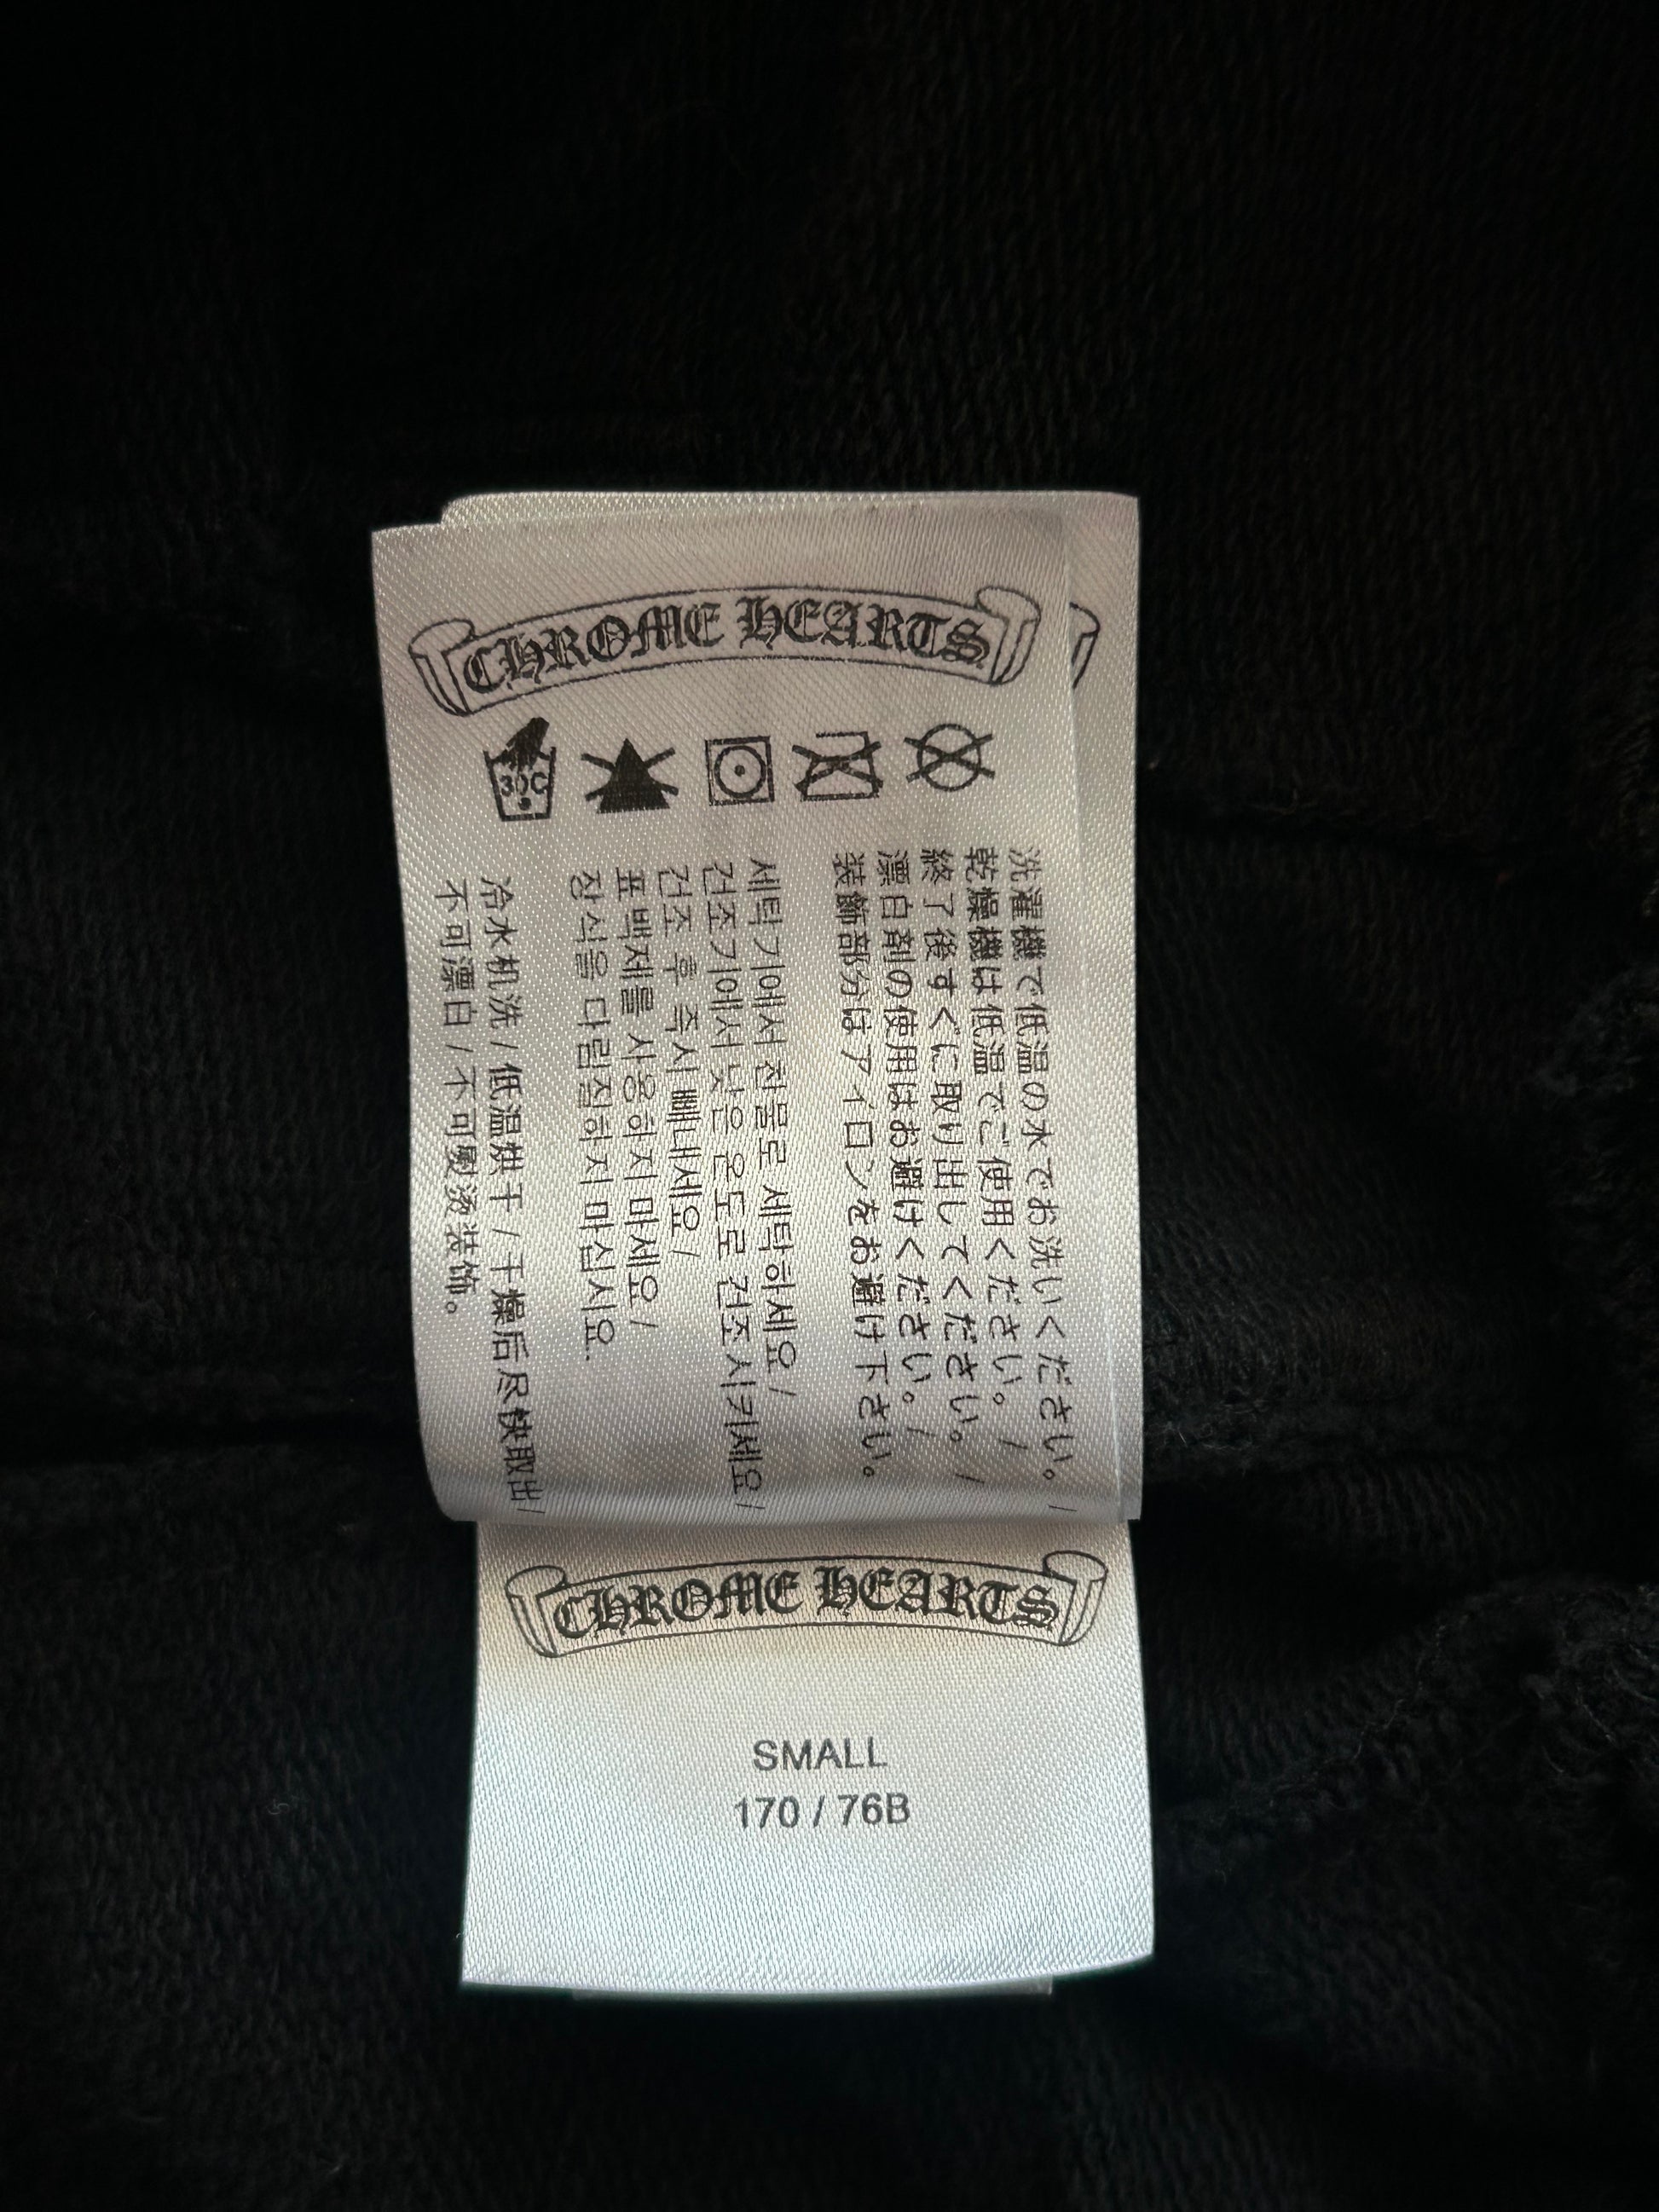 CHROME HEARTS
30C
洗濯機で低温の水でお洗いください。 /
乾燥機は低温でご使用ください。 /
終了後すぐに取り出してください。 /
漂白剤の使用はお避けください。 /
装飾部分はアイロンをお避け下さい。
세탁기에서 찬물로 세탁하세요 /
건조기에서 낮은 온도로 건조시키세요 /
건조 후 즉시 빼내세요 /
표백제를 사용하지 마세요 /
장식을 다림질하지 마십시요.
冷水机洗 / 低温烘干 / 干燥后尽快取出 /
不可漂白 / 不可熨烫装饰。
CHROME HEARTS
SMALL
170 / 76B